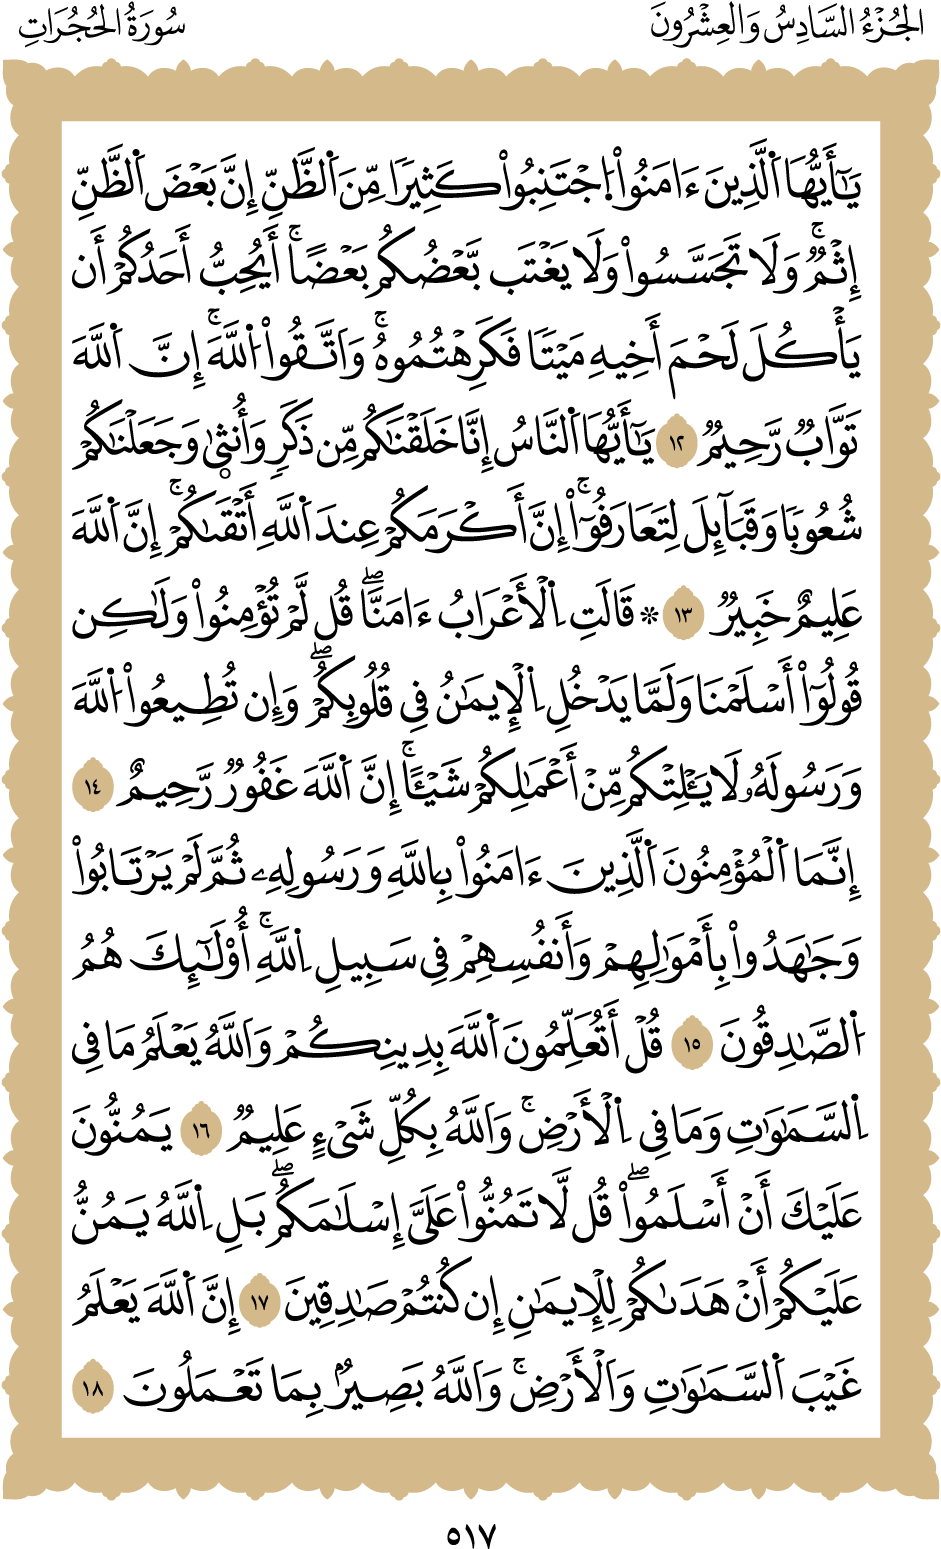 الجُزْءُ السَّادِسُ وَالعِشْرُونَ
سُورَةُ الحُجُرَاتِ
يَٰٓأَيُّهَا ٱلَّذِينَ ءَامَنُواْ ٱجۡتَنِبُواْ كَثِيرٗا مِّنَ ٱلظَّنِّ إِنَّ بَعۡضَ ٱلظَّنِّ
إِثۡمٞۖ وَلَا تَجَسَّسُواْ وَلَا يَغۡتَب بَّعۡضُكُم بَعۡضًاۚ أَيُحِبُّ أَحَدُكُمۡ أَن
يَأۡكُلَ لَحۡمَ أَخِيهِ مَيۡتٗا فَكَرِهۡتُمُوهُۚ وَٱتَّقُواْ ٱللَّهَۚ إِنَّ ٱللَّهَ
تَوَّابٞ رَّحِيمٞ ١٢ يَٰٓأَيُّهَا ٱلنَّاسُ إِنَّا خَلَقۡنَٰكُم مِّن ذَكَرٖ وَأُنثَىٰ وَجَعَلۡنَٰكُمۡ
شُعُوبٗا وَقَبَآئِلَ لِتَعَارَفُوٓاْۚ إِنَّ أَكۡرَمَكُمۡ عِندَ ٱللَّهِ أَتۡقَىٰكُمۡۚ إِنَّ ٱللَّهَ
عَلِيمٌ خَبِيرٞ ١٣ ۞ قَالَتِ ٱلۡأَعۡرَابُ ءَامَنَّاۖ قُل لَّمۡ تُؤۡمِنُواْ وَلَٰكِن
قُولُوٓاْ أَسۡلَمۡنَا وَلَمَّا يَدۡخُلِ ٱلۡإِيمَٰنُ فِي قُلُوبِكُمۡۖ وَإِن تُطِيعُواْ ٱللَّهَ
وَرَسُولَهُۥ لَا يَـَٔلِتۡكُم مِّنۡ أَعۡمَٰلِكُمۡ شَيۡـًٔاۚ إِنَّ ٱللَّهَ غَفُورٞ رَّحِيمٌ ١٤
إِنَّمَا ٱلۡمُؤۡمِنُونَ ٱلَّذِينَ ءَامَنُواْ بِٱللَّهِ وَرَسُولِهِۦ ثُمَّ لَمۡ يَرۡتَابُواْ
وَجَٰهَدُواْ بِأَمۡوَٰلِهِمۡ وَأَنفُسِهِمۡ فِي سَبِيلِ ٱللَّهِۚ أُوْلَٰٓئِكَ هُمُ
ٱلصَّٰدِقُونَ ١٥ قُلۡ أَتُعَلِّمُونَ ٱللَّهَ بِدِينِكُمۡ وَٱللَّهُ يَعۡلَمُ مَا فِي
ٱلسَّمَٰوَٰتِ وَمَا فِي ٱلۡأَرۡضِۚ وَٱللَّهُ بِكُلِّ شَيۡءٍ عَلِيمٞ ١٦ يَمُنُّونَ
عَلَيۡكَ أَنۡ أَسۡلَمُواْۖ قُل لَّا تَمُنُّواْ عَلَيَّ إِسۡلَٰمَكُمۖ بَلِ ٱللَّهُ يَمُنُّ
عَلَيۡكُمۡ أَنۡ هَدَىٰكُمۡ لِلۡإِيمَٰنِ إِن كُنتُمۡ صَٰدِقِينَ ١٧ إِنَّ ٱللَّهَ يَعۡلَمُ
غَيۡبَ ٱلسَّمَٰوَٰتِ وَٱلۡأَرۡضِۚ وَٱللَّهُ بَصِيرُۢ بِمَا تَعۡمَلُونَ ١٨
٥١٧